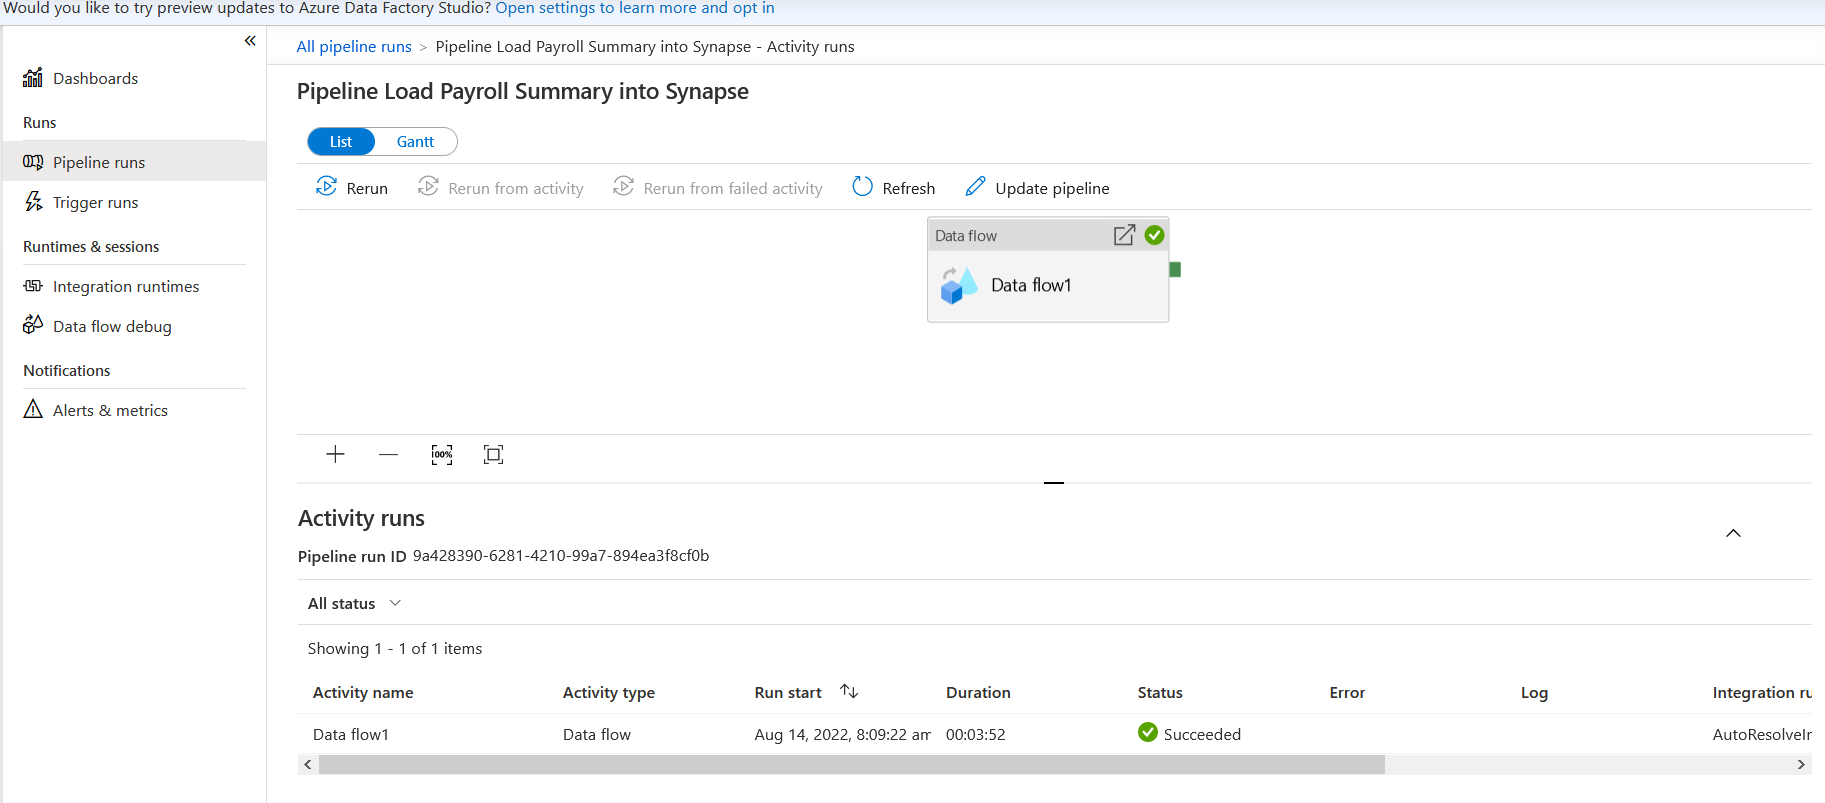 Would you like to try preview updates to Azure Data Factory Studio? Open settings to learn more and opt in
«
All pipeline runs > Pipeline Load Payroll Summary into Synapse - Activity runs
Dashboards
Runs
Pipeline runs
Trigger runs
Runtimes & sessions
Integration runtimes
Data flow debug
Notifications
Alerts & metrics
Pipeline Load Payroll Summary into Synapse
List Gantt
Rerun Rerun from activity Rerun from failed activity Refresh Update pipeline
Data flow
Data flow1
100%
Activity runs
Pipeline run ID 9a428390-6281-4210-99a7-894ea3f8cf0b
All status
Showing 1 - 1 of 1 items
Activity name Activity type Run start Duration Status Error Log Integration ru
Data flow1 Data flow Aug 14, 2022, 8:09:22 am 00:03:52 Succeeded AutoResolveIn